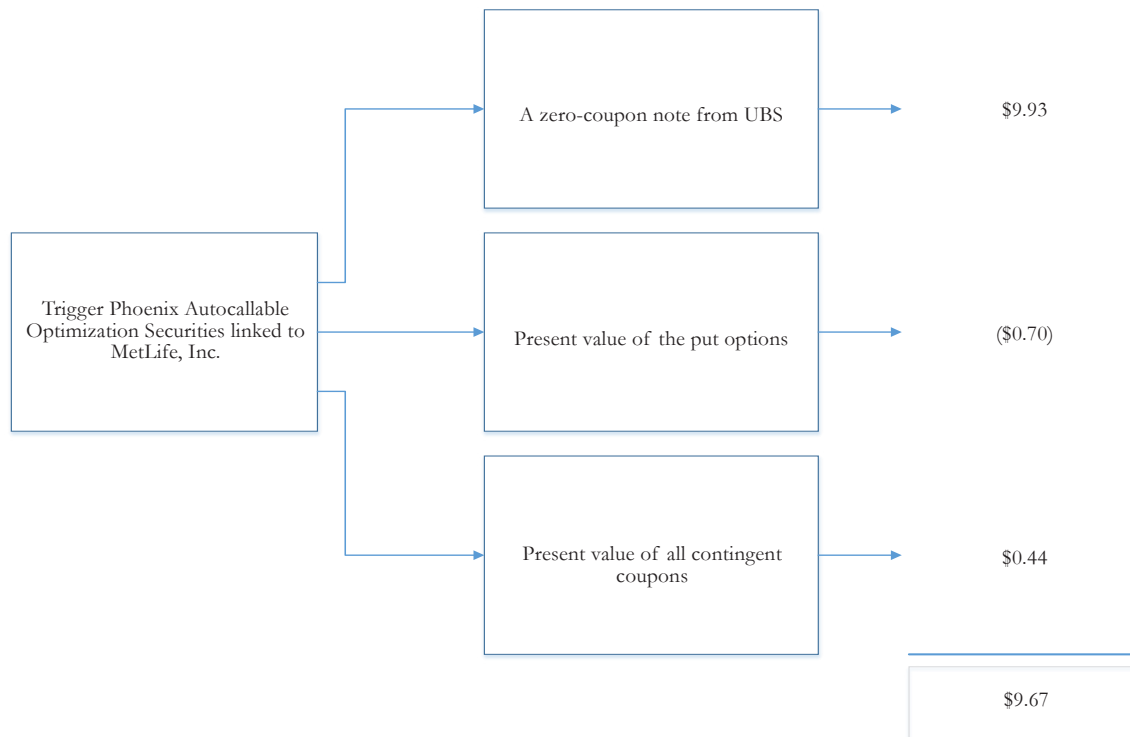 A zero-coupon note from UBS
$9.93
Trigger Phoenix Autocallable
Optimization Securities linked to
MetLife, Inc.
Present value of the put options
($0.70)
Present value of all contingent
coupons
$0.44
$9.67